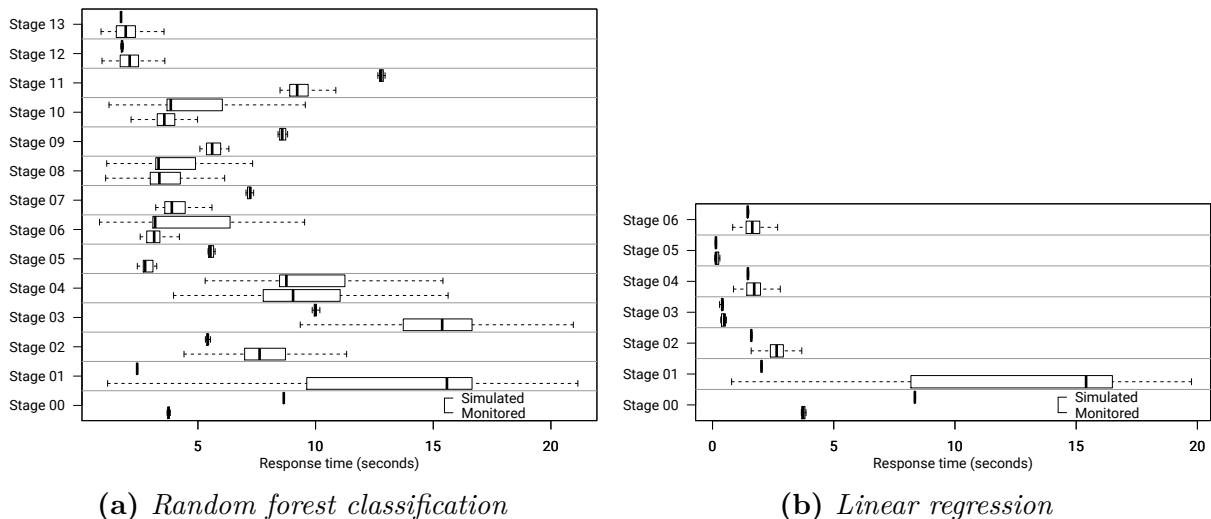 Stage 13
Stage 12
Stage 11
Stage 10
Stage 09
Stage 08
Stage 07
Stage 06
Stage 05
Stage 04
Stage 03
Stage 02
Stage 01
Stage 00
Simulated
Monitored
5 10 15 20
Response time (seconds)
(a) Random forest classification
Stage 06
Stage 05
Stage 04
Stage 03
Stage 02
Stage 01
Stage 00
Simulated
Monitored
0 5 10 15 20
Response time (seconds)
(b) Linear regression